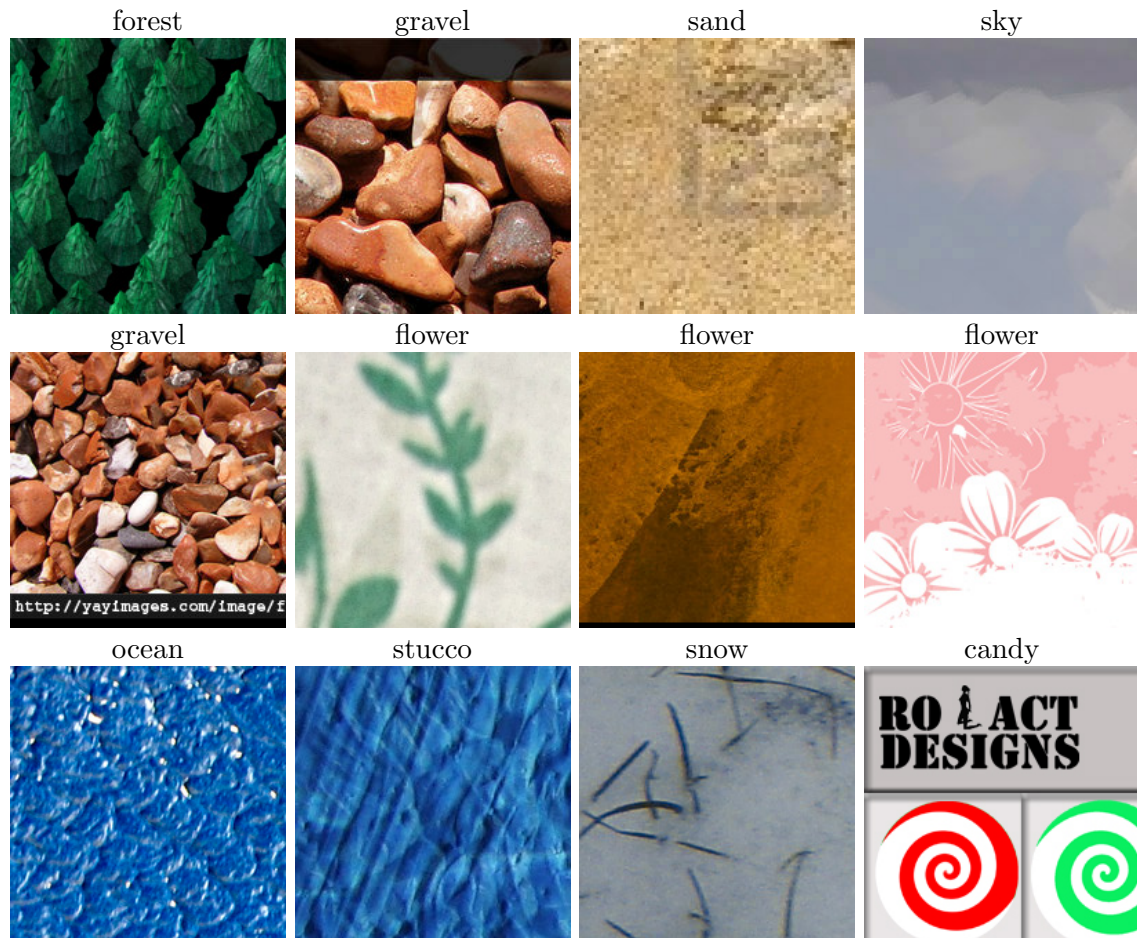 forest gravel sand sky
gravel flower flower flower
http://yayimages.com/image/f
ocean stucco snow candy
RO ACT
DESIGNS